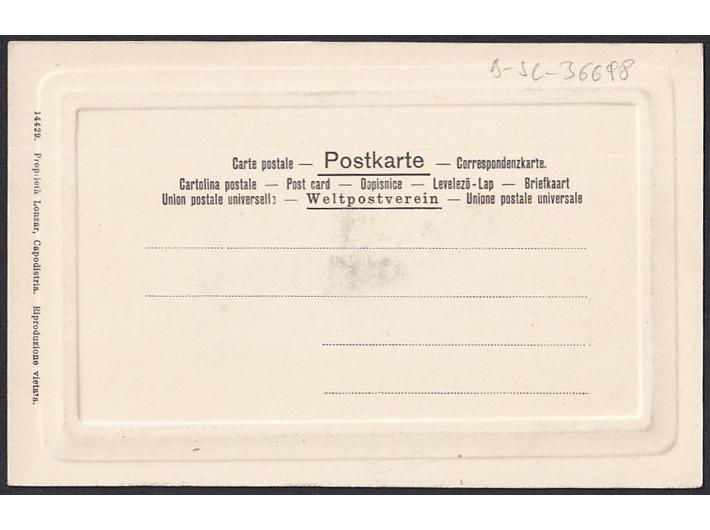 B-SC-36698
Carte postale — Postkarte — Correspondenzkarte.
Cartolina postale — Post card — Dopisnice — Levelező-Lap — Briefkaart
Union postale universelle — Weltpostverein — Unione postale universale
14429. Proprietà Lonzar, Capodistria. Riproduzione vietata.